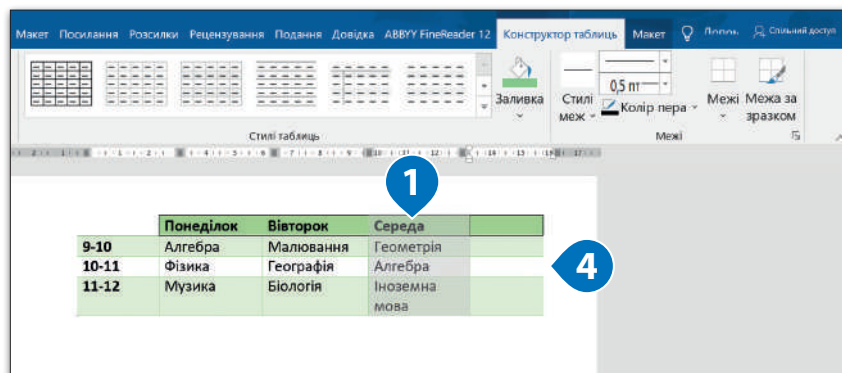 Макет Посилання Розсилки Рецензування Подання Довідка ABBYY FineReader 12 Конструктор таблиць Макет Спільний доступ
0,5 пт
Заливка Стилі меж Колір пера Межі Межа за зразком
Стилі таблиць Межі
1
Понеділок Вівторок Середа
9-10 Алгебра Малювання Геометрія
10-11 Фізика Географія Алгебра
4
11-12 Музика Біологія Іноземна
мова